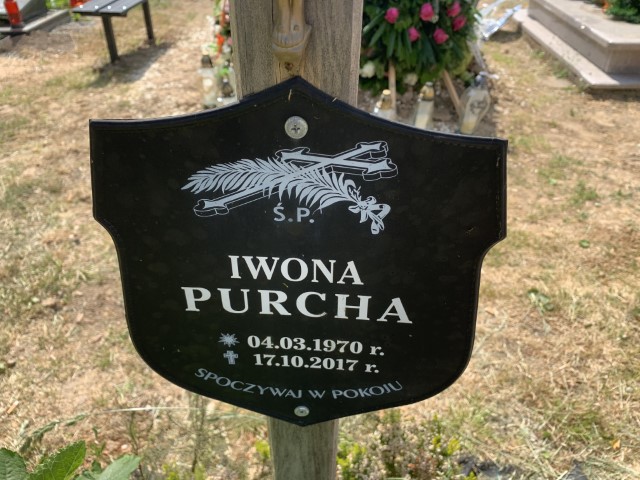 Ś.P.
IWONA
PURCHA
04.03.1970 r.
17.10.2017 r.
SPOCZYWAJ W POKOJU